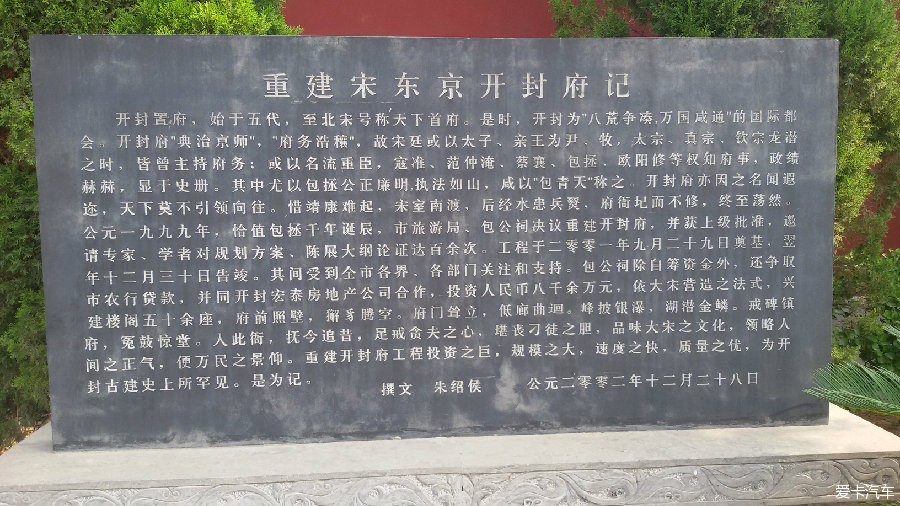 重建宋东京开封府记
开封置府，始于五代，至北宋号称天下首府。是时，开封为"八荒争凑,万国咸通"的国际都
会。开封府"典治京师"，"府务浩穰"，故宋廷或以太子、亲王为尹、牧，太宗、真宗、钦宗龙潜
之时，皆曾主持府务；或以名流重臣，寇准、范仲淹、蔡襄、包拯、欧阳修等权知府事，政绩
赫赫，显于史册。其中尤以包拯公正廉明,执法如山，咸以"包青天"称之。开封府亦因之名闻遐
迩，天下莫不引领向往。惜靖康难起，宋室南渡、后经水患兵燹、府衙圮而不修，终至荡然。
公元一九九九年，恰值包拯千年诞辰，市旅游局、包公祠决议重建开封府，并获上级批准，遴
请专家、学者对规划方案、陈展大纲论证达百余次。工程于二零零一年九月二十九日奠基、翌
年十二月三十日告竣。其间受到全市各界、各部门关注和支持。包公祠除自筹资金外，还争取
市农行贷款，并同开封宏泰房地产公司合作，投资人民币八千余万元，依大宋营造之法式，兴
建楼阁五十余座，府前照壁，獬豸腾空。府门耸立，低廊曲迴。峰披银瀑，湖潜金鳞。戒碑镇
府，冤鼓惊堂。入此衙，抚今追昔，足戒贪夫之心、堪丧刁徒之胆，品味大宋之文化，领略人
间之正气，便万民之景仰。重建开封府工程投资之巨，规模之大，速度之快，质量之优，为开
封古建史上所罕见。是为记。
撰文 朱绍侯 公元二零零二年十二月二十八日
爱卡汽车